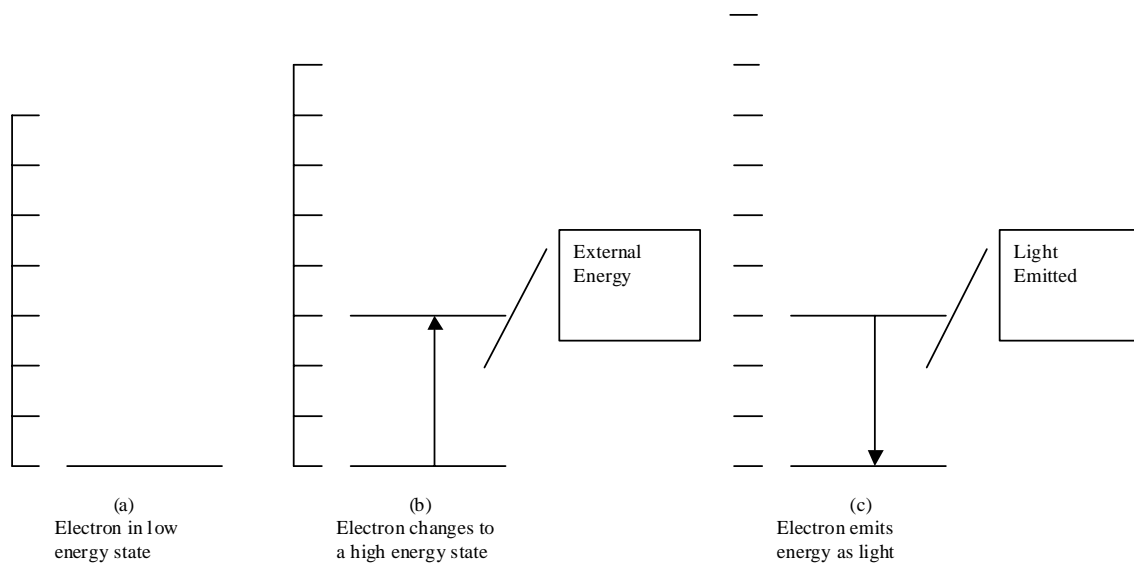 External
Energy
Light
Emitted
(a)
Electron in low
energy state
(b)
Electron changes to
a high energy state
(c)
Electron emits
energy as light